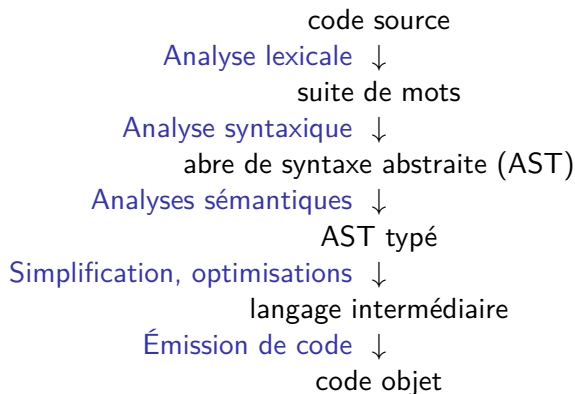 code source
Analyse lexicale ↓
suite de mots
Analyse syntaxique ↓
abre de syntaxe abstraite (AST)
Analyses sémantiques ↓
AST typé
Simplification, optimisations ↓
langage intermédiaire
Émission de code ↓
code objet